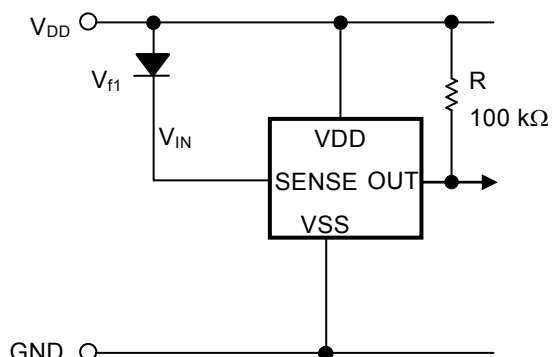 VDD
Vf1
R
100 kΩ
VIN
VDD
SENSE OUT
VSS
GND